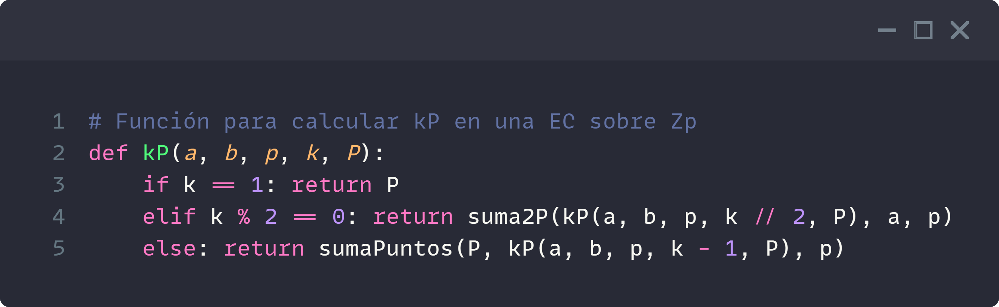 1 # Función para calcular kP en una EC sobre Zp
2 def kP(a, b, p, k, P):
3     if k == 1: return P
4     elif k % 2 == 0: return suma2P(kP(a, b, p, k // 2, P), a, p)
5     else: return sumaPuntos(P, kP(a, b, p, k - 1, P), p)